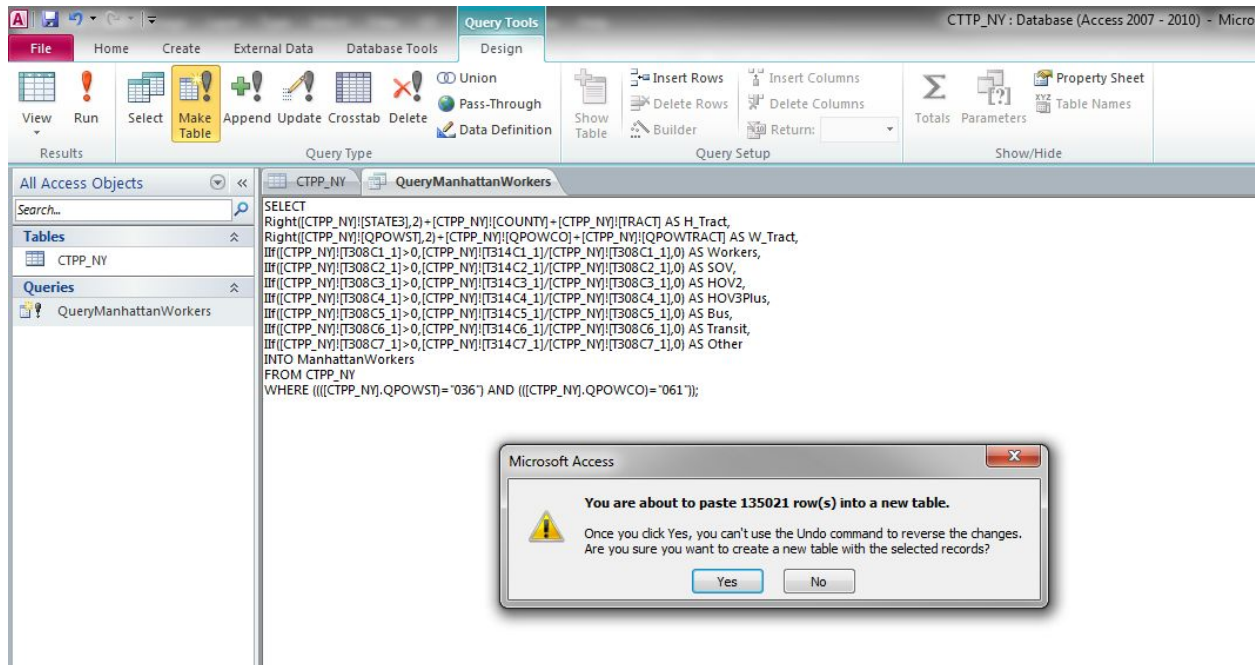 A
Query Tools
CTTP_NY : Database (Access 2007 - 2010) - Micro
File Home Create External Data Database Tools Design
View Run Select Make Table Append Update Crosstab Delete
Union
Pass-Through
Data Definition
Show Table
Insert Rows
Delete Rows
Builder
Insert Columns
Delete Columns
Return:
Totals Parameters
Property Sheet
XYZ Table Names
Results Query Type Query Setup Show/Hide
All Access Objects
Search...
Tables
CTPP_NY
Queries
QueryManhattanWorkers
CTPP_NY QueryManhattanWorkers
SELECT
Right([CTPP_NY]![STATE3],2)+[CTPP_NY]![COUNTY]+[CTPP_NY]![TRACT] AS H_Tract,
Right([CTPP_NY]![QPOWST],2)+[CTPP_NY]![QPOWCO]+[CTPP_NY]![QPOWTRACT] AS W_Tract,
IIf([CTPP_NY]![T308C1_1]>0,[CTPP_NY]![T314C1_1]/[CTPP_NY]![T308C1_1],0) AS Workers,
IIf([CTPP_NY]![T308C2_1]>0,[CTPP_NY]![T314C2_1]/[CTPP_NY]![T308C2_1],0) AS SOV,
IIf([CTPP_NY]![T308C3_1]>0,[CTPP_NY]![T314C3_1]/[CTPP_NY]![T308C3_1],0) AS HOV2,
IIf([CTPP_NY]![T308C4_1]>0,[CTPP_NY]![T314C4_1]/[CTPP_NY]![T308C4_1],0) AS HOV3Plus,
IIf([CTPP_NY]![T308C5_1]>0,[CTPP_NY]![T314C5_1]/[CTPP_NY]![T308C5_1],0) AS Bus,
IIf([CTPP_NY]![T308C6_1]>0,[CTPP_NY]![T314C6_1]/[CTPP_NY]![T308C6_1],0) AS Transit,
IIf([CTPP_NY]![T308C7_1]>0,[CTPP_NY]![T314C7_1]/[CTPP_NY]![T308C7_1],0) AS Other
INTO ManhattanWorkers
FROM CTPP_NY
WHERE ((([CTPP_NY].QPOWST)="036") AND (([CTPP_NY].QPOWCO)="061"));
Microsoft Access
You are about to paste 135021 row(s) into a new table.
Once you click Yes, you can't use the Undo command to reverse the changes.
Are you sure you want to create a new table with the selected records?
Yes No